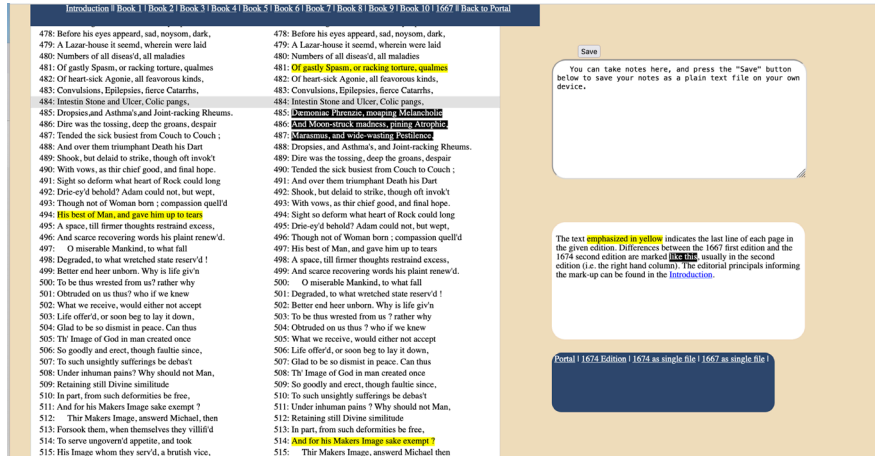 Introduction || Book 1 | Book 2 | Book 3 | Book 4 | Book 5 | Book 6 | Book 7 | Book 8 | Book 9 | Book 10 | 1667 || Back to Portal
478: Before his eyes appeard, sad, noysom, dark,
479: A Lazar-house it seemd, wherein were laid
480: Numbers of all diseas'd, all maladies
481: Of gastly Spasm, or racking torture, qualmes
482: Of heart-sick Agonie, all feavorous kinds,
483: Convulsions, Epilepsies, fierce Catarrhs,
484: Intestin Stone and Ulcer, Colic pangs,
485: Dropsies,and Asthma's,and Joint-racking Rheums.
486: Dire was the tossing, deep the groans, despair
487: Tended the sick busiest from Couch to Couch ;
488: And over them triumphant Death his Dart
489: Shook, but delaid to strike, though oft invok't
490: With vows, as thir chief good, and final hope.
491: Sight so deform what heart of Rock could long
492: Drie-ey'd behold? Adam could not, but wept,
493: Though not of Woman born ; compassion quell'd
494: His best of Man, and gave him up to tears
495: A space, till firmer thoughts restraind excess,
496: And scarce recovering words his plaint renew'd.
497: O miserable Mankind, to what fall
498: Degraded, to what wretched state reserv'd !
499: Better end heer unborn. Why is life giv'n
500: To be thus wrested from us? rather why
501: Obtruded on us thus? who if we knew
502: What we receive, would either not accept
503: Life offer'd, or soon beg to lay it down,
504: Glad to be so dismist in peace. Can thus
505: Th' Image of God in man created once
506: So goodly and erect, though faultie since,
507: To such unsightly sufferings be debas't
508: Under inhuman pains? Why should not Man,
509: Retaining still Divine similitude
510: In part, from such deformities be free,
511: And for his Makers Image sake exempt ?
512: Thir Makers Image, answerd Michael, then
513: Forsook them, when themselves they villifi'd
514: To serve ungovern'd appetite, and took
515: His Image whom they serv'd, a brutish vice,
478: Before his eyes appeard, sad, noysom, dark,
479: A Lazar-house it seemd, wherein were laid
480: Numbers of all diseas'd, all maladies
481: Of gastly Spasm, or racking torture, qualmes
482: Of heart-sick Agonie, all feavorous kinds,
483: Convulsions, Epilepsies, fierce Catarrhs,
484: Intestin Stone and Ulcer, Colic pangs,
485: Dæmoniac Phrenzie, moaping Melancholie
486: And Moon-struck madness, pining Atrophie,
487: Marasmus, and wide-wasting Pestilence,
488: Dropsies, and Asthma's, and Joint-racking Rheums.
489: Dire was the tossing, deep the groans, despair
490: Tended the sick busiest from Couch to Couch ;
491: And over them triumphant Death his Dart
492: Shook, but delaid to strike, though oft invok't
493: With vows, as thir chief good, and final hope.
494: Sight so deform what heart of Rock could long
495: Drie-ey'd behold? Adam could not, but wept,
496: Though not of Woman born ; compassion quell'd
497: His best of Man, and gave him up to tears
498: A space, till firmer thoughts restraind excess,
499: And scarce recovering words his plaint renew'd.
500: O miserable Mankind, to what fall
501: Degraded, to what wretched state reserv'd !
502: Better end heer unborn. Why is life giv'n
503: To be thus wrested from us ? rather why
504: Obtruded on us thus ? who if we knew
505: What we receive, would either not accept
506: Life offer'd, or soon beg to lay it down,
507: Glad to be so dismist in peace. Can thus
508: Th' Image of God in man created once
509: So goodly and erect, though faultie since,
510: To such unsightly sufferings be debas't
511: Under inhuman pains ? Why should not Man,
512: Retaining still Divine similitude
513: In part, from such deformities be free,
514: And for his Makers Image sake exempt ?
515: Thir Makers Image, answerd Michael then
Save
You can take notes here, and press the "Save" button
below to save your notes as a plain text file on your own
device.
The text emphasized in yellow indicates the last line of each page in
the given edition. Differences between the 1667 first edition and the
1674 second edition are marked like this, usually in the second
edition (i.e. the right hand column). The editorial principals informing
the mark-up can be found in the Introduction.
Portal | 1674 Edition | 1674 as single file | 1667 as single file |